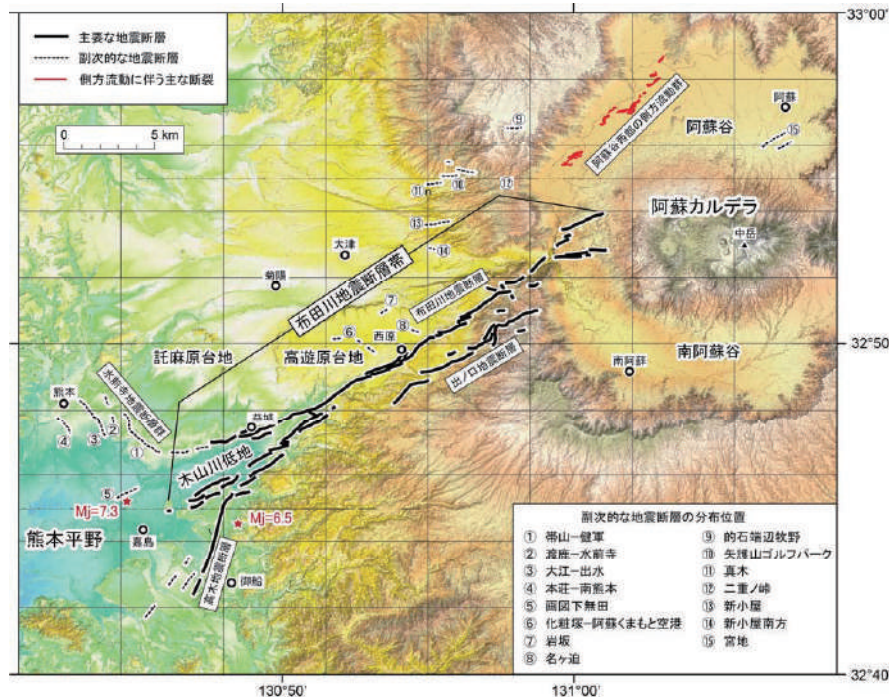 主要な地震断層
副次的な地震断層
側方流動に伴う主な断裂
0 5 km
33°00'
阿蘇
⑨
阿蘇谷西部の側方流動群
阿蘇谷
⑮
⑪
⑩
⑫
阿蘇カルデラ
⑬
中岳
⑭
大津
布田川地震断層帯
菊陽
布田川地震断層
⑦
⑥
⑧
西原
32°50
託麻原台地
高遊原台地
出ノ口地震断層
南阿蘇
南阿蘇谷
水前寺地震断層群
熊本
益城
④
③
②
①
木山川低地
⑤
Mj=7.3
Mj=6.5
熊本平野
嘉島
高木地震断層
御船
副次的な地震断層の分布位置
① 帯山－健軍
② 渡鹿－水前寺
③ 大江－出水
④ 本荘－南熊本
⑤ 画図下無田
⑥ 化粧塚－阿蘇くまもと空港
⑦ 岩坂
⑧ 名ヶ迫
⑨ 的石端辺牧野
⑩ 矢護山ゴルフパーク
⑪ 真木
⑫ 二重ノ峠
⑬ 新小屋
⑭ 新小屋南方
⑮ 宮地
130°50
131°00'
32°40